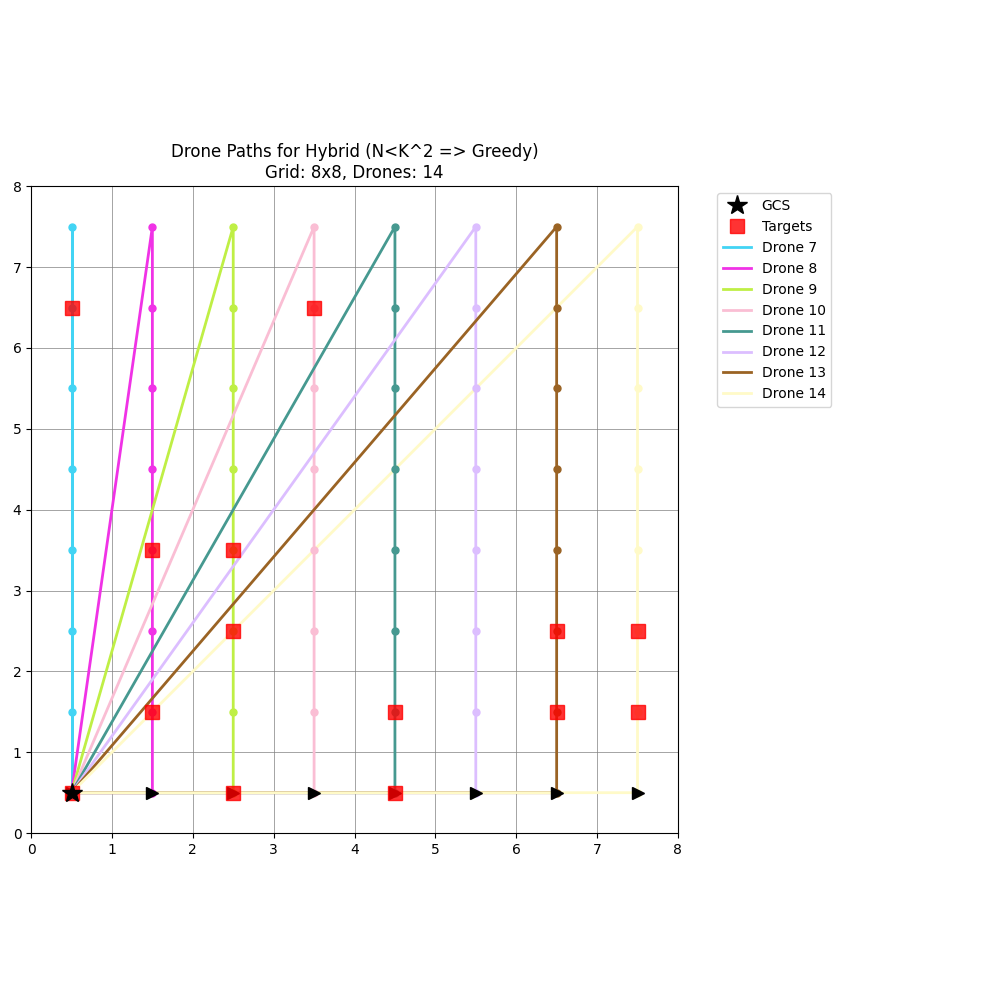 Drone Paths for Hybrid (N<K^2 => Greedy)
Grid: 8x8, Drones: 14
GCS
Targets
Drone 7
Drone 8
Drone 9
Drone 10
Drone 11
Drone 12
Drone 13
Drone 14
8
7
6
5
4
3
2
1
0
0 1 2 3 4 5 6 7 8